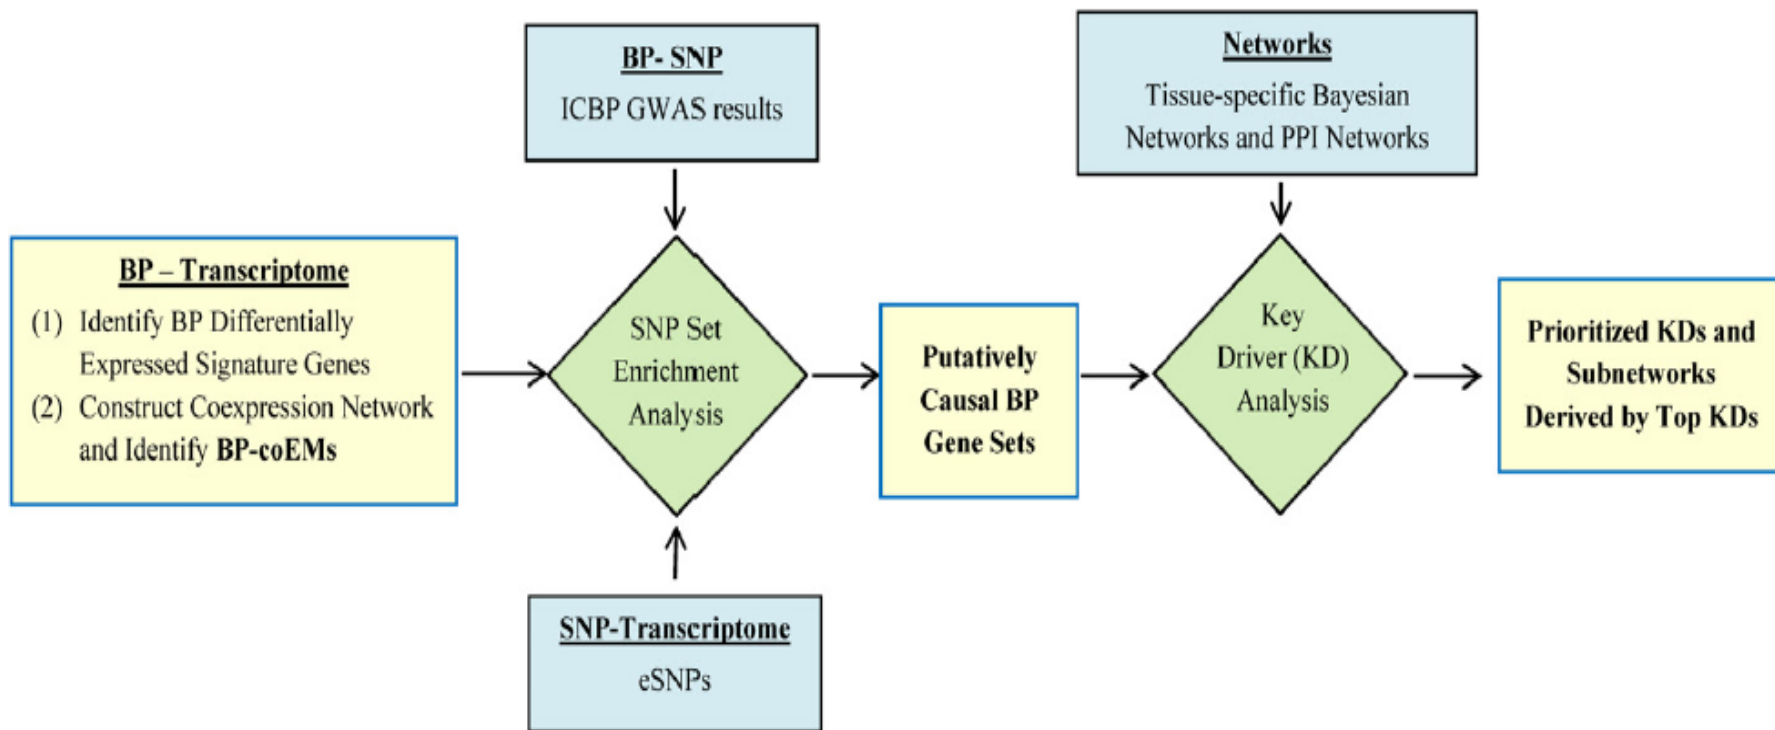 BP- SNP
ICBP GWAS results
Networks
Tissue-specific Bayesian
Networks and PPI Networks
BP – Transcriptome
(1) Identify BP Differentially
Expressed Signature Genes
(2) Construct Coexpression Network
and Identify BP-coEMs
SNP Set
Enrichment
Analysis
Putatively
Causal BP
Gene Sets
Key
Driver (KD)
Analysis
Prioritized KDs and
Subnetworks
Derived by Top KDs
SNP-Transcriptome
eSNPs